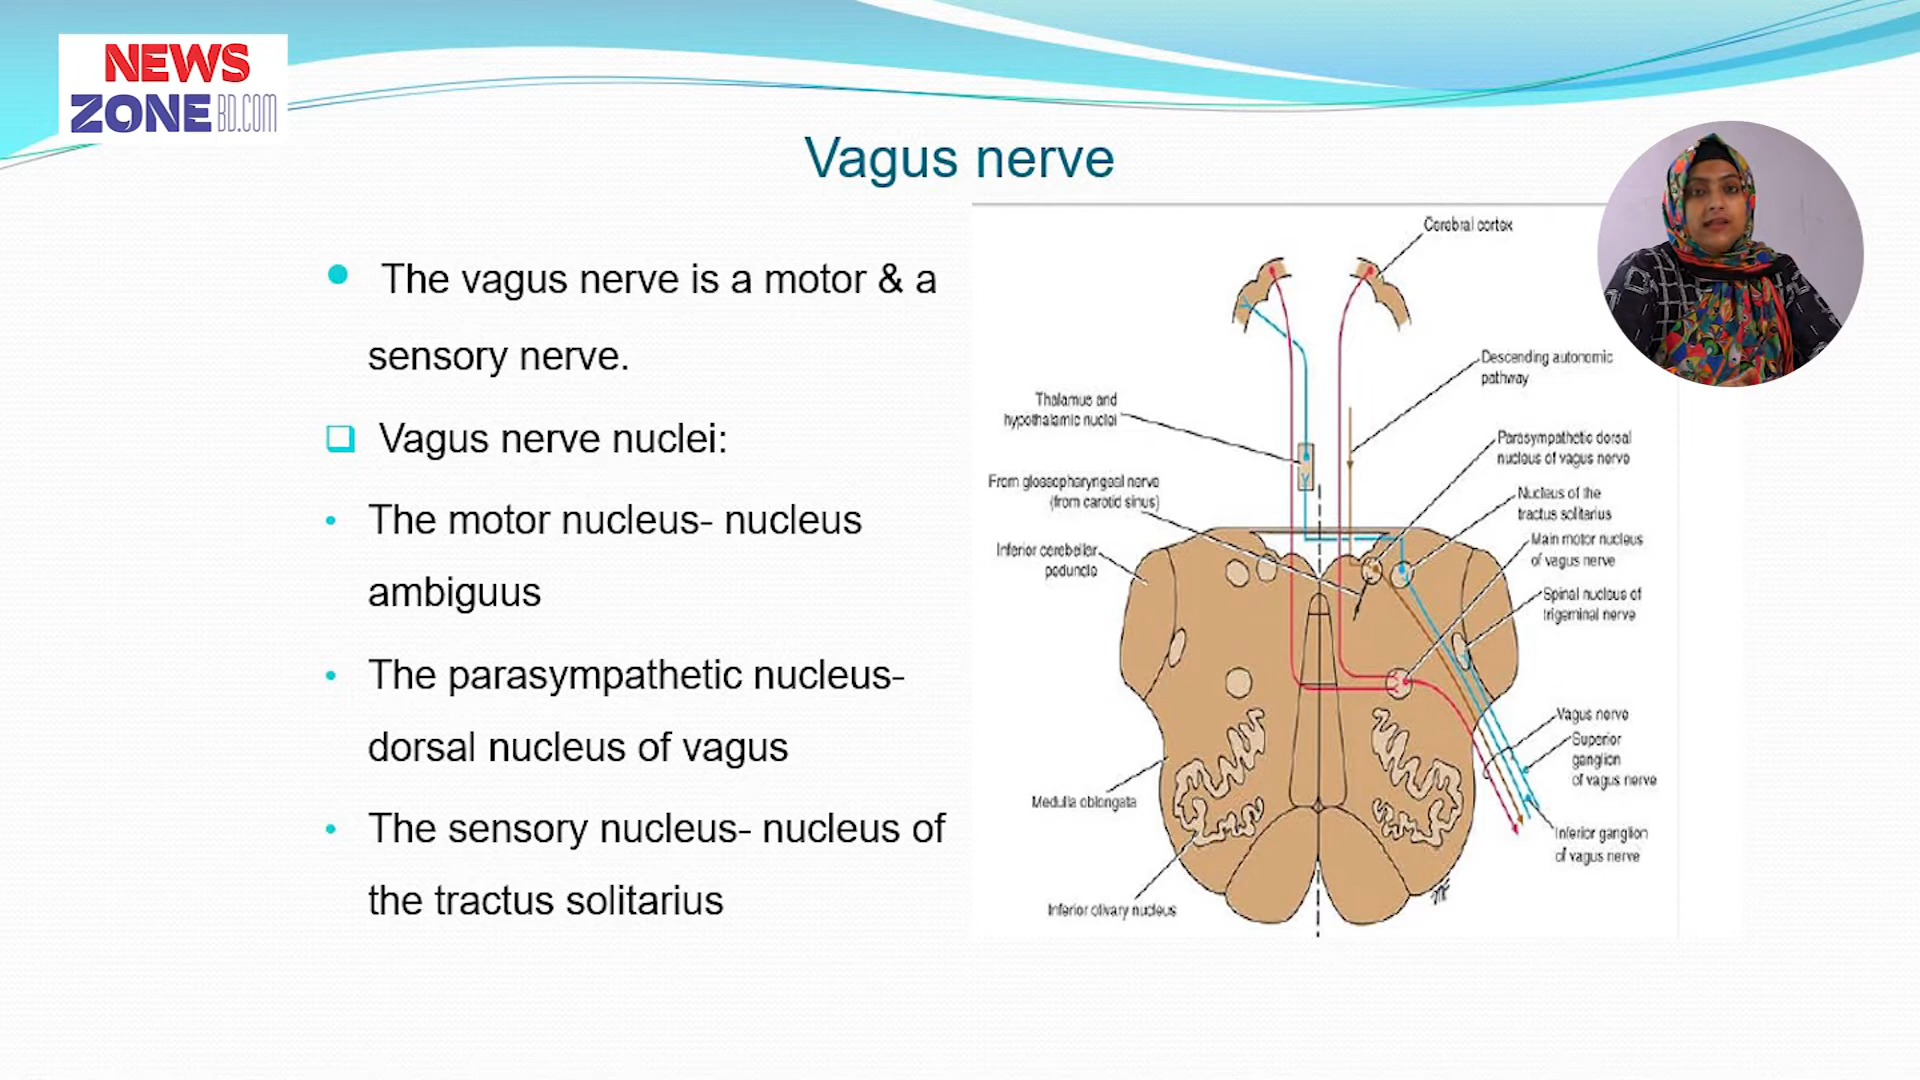 NEWS
ZONE BD.COM
Vagus nerve
The vagus nerve is a motor & a
sensory nerve.
Vagus nerve nuclei:
The motor nucleus- nucleus
ambiguus
The parasympathetic nucleus-
dorsal nucleus of vagus
The sensory nucleus- nucleus of
the tractus solitarius
Cerebral cortex
Descending autonomic
pathway
Thalamus and
hypothalamic nuclei
Parasympathetic dorsal
nucleus of vagus nerve
From glossopharyngeal nerve
(from carotid sinus)
Nucleus of the
tractus solitarius
Main motor nucleus
of vagus nerve
Inferior cerebellar
peduncle
Spinal nucleus of
trigeminal nerve
Vagus nerve
Superior
ganglion
of vagus nerve
Medulla oblongata
Inferior ganglion
of vagus nerve
Inferior olivary nucleus